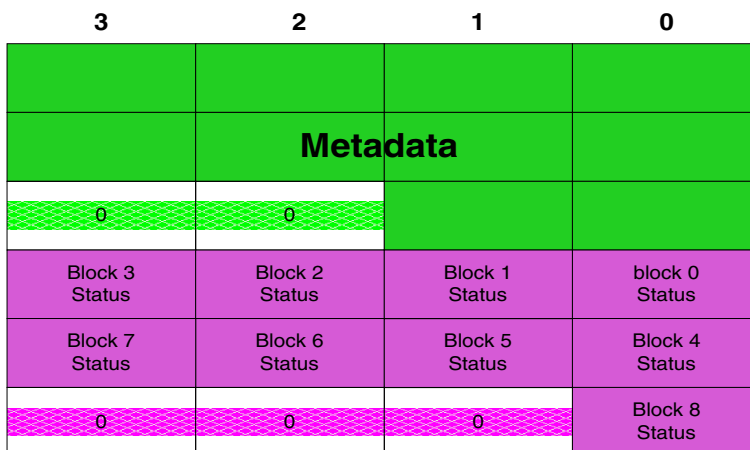 3 2 1 0
Metadata
0 0
Block 3 Status
Block 2 Status
Block 1 Status
block 0 Status
Block 7 Status
Block 6 Status
Block 5 Status
Block 4 Status
0 0 0
Block 8 Status